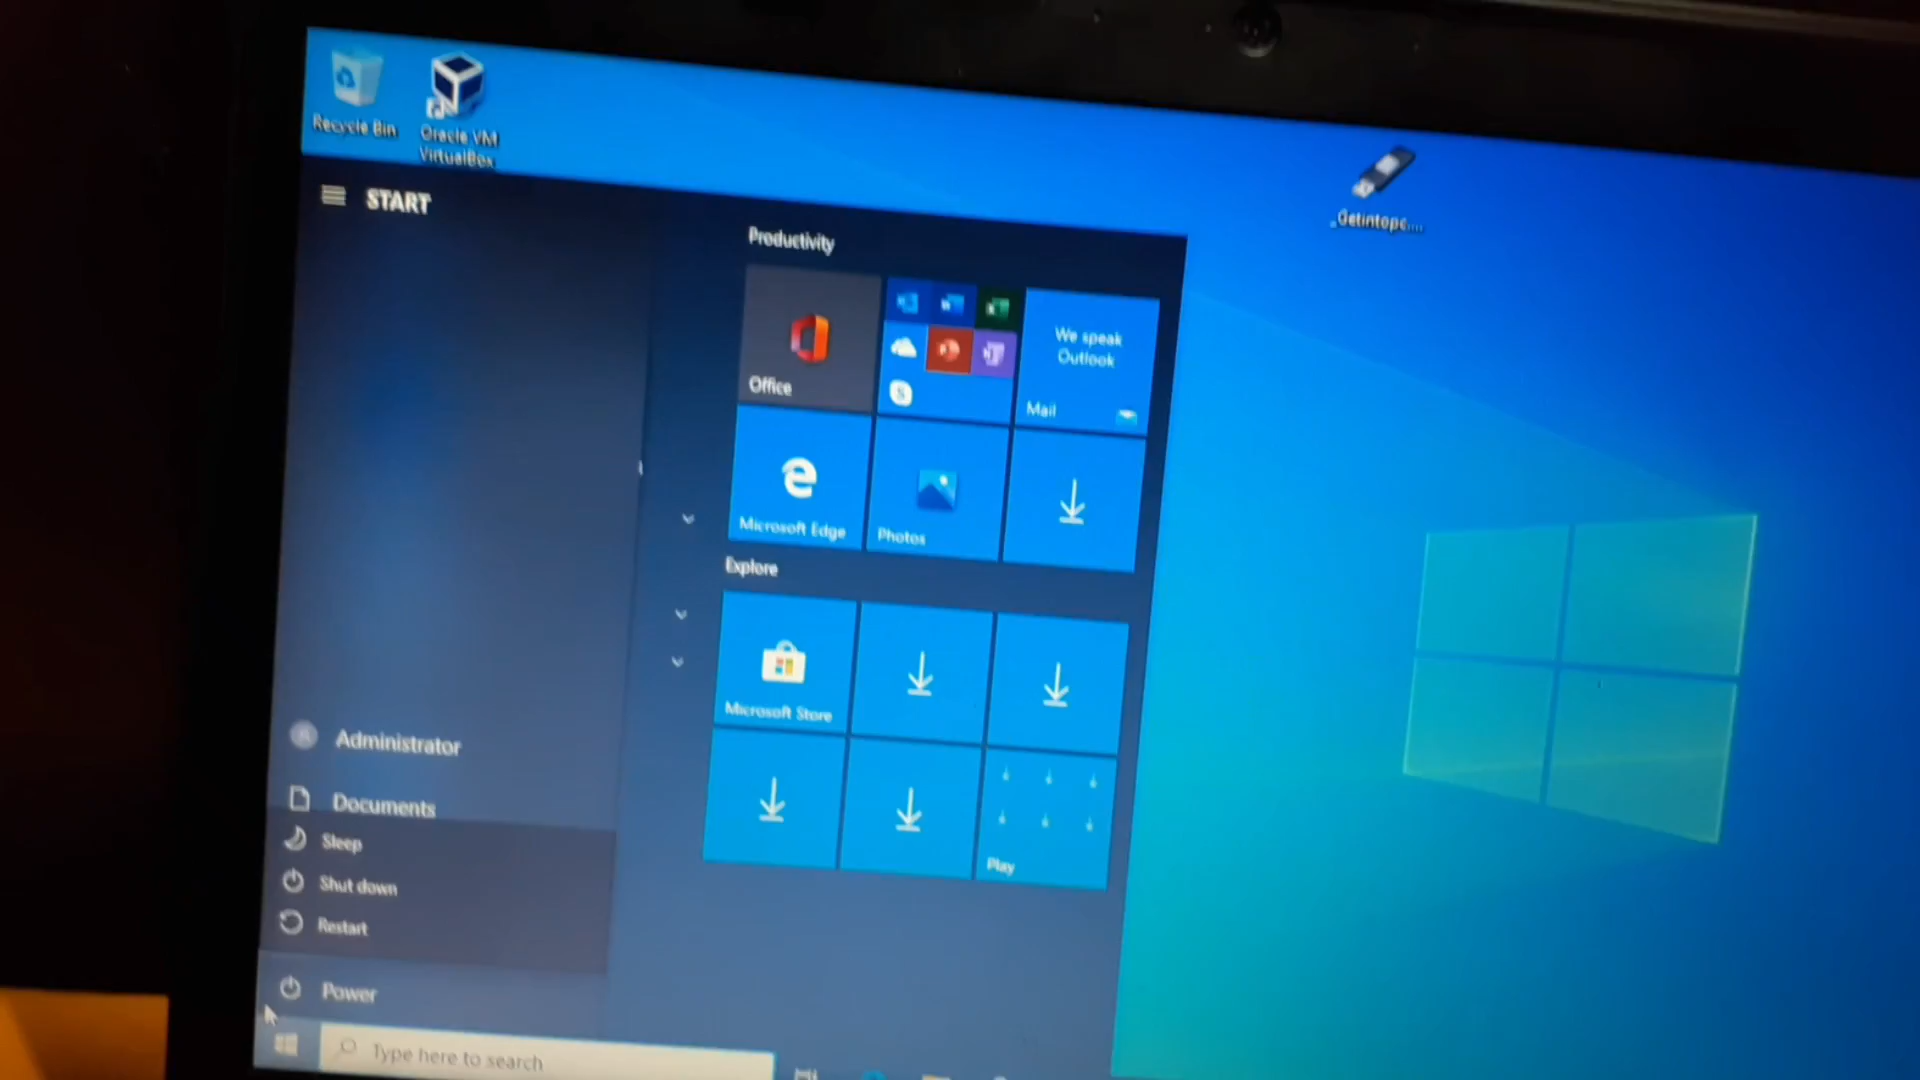 Recycle Bin
Oracle VM
VirtualBox
_Getintopc....
START
Productivity
Office
We speak
Outlook
Mail
Microsoft Edge
Photos
Explore
Microsoft Store
Play
Administrator
Documents
Sleep
Shut down
Restart
Power
Type here to search